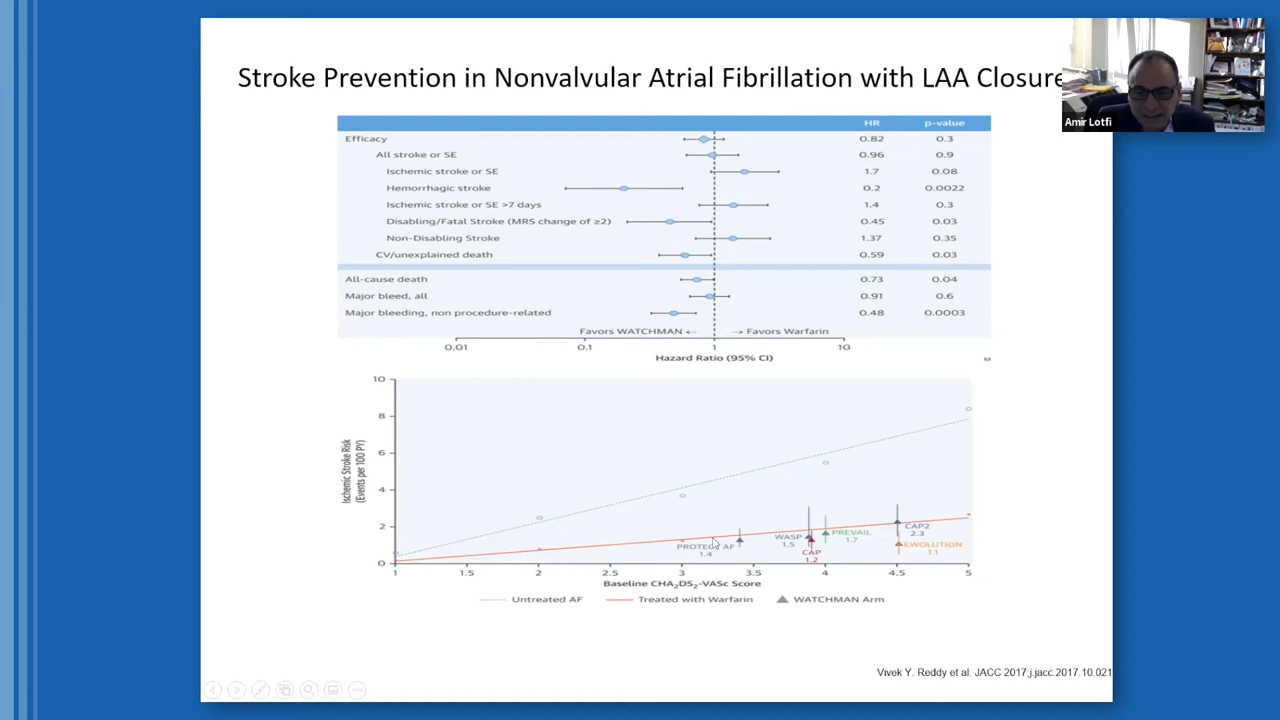 Stroke Prevention in Nonvalvular Atrial Fibrillation with LAA Closure
Amir Lotfi
HR p-value
Efficacy 0.82 0.3
All stroke or SE 0.96 0.9
Ischemic stroke or SE 1.7 0.08
Hemorrhagic stroke 0.2 0.0022
Ischemic stroke or SE >7 days 1.4 0.3
Disabling/Fatal Stroke (MRS change of ≥2) 0.45 0.03
Non-Disabling Stroke 1.37 0.35
CV/unexplained death 0.59 0.03
All-cause death 0.73 0.04
Major bleed, all 0.91 0.6
Major bleeding, non procedure-related 0.48 0.0003
Favors WATCHMAN ← → Favors Warfarin
0.01 0.1 1 10
Hazard Ratio (95% CI)
M
Ischemic Stroke Risk
(Events per 100 PY)
10
8
6
4
2
0
PROTECT AF
1.4
WASP
1.5
CAP
1.2
PREVAIL
1.7
CAP2
2.3
EWOLUTION
1.1
1 1.5 2 2.5 3 3.5 4 4.5 5
Baseline CHA₂DS₂-VASc Score
Untreated AF Treated with Warfarin WATCHMAN Arm
Vivek Y. Reddy et al. JACC 2017;j.jacc.2017.10.021